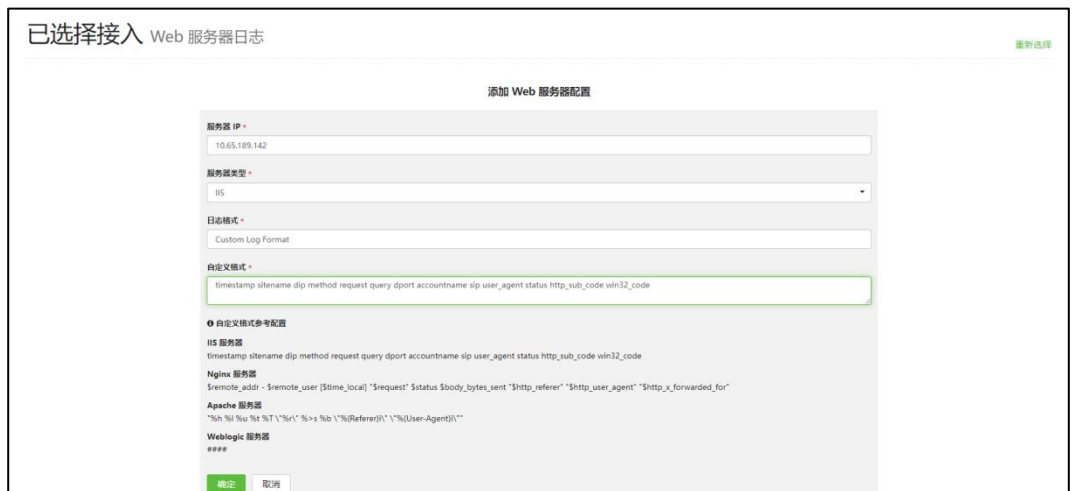 已选择接入 Web 服务器日志
重新选择
添加 Web 服务器配置
服务器 IP *
10.65.189.142
服务器类型 *
IIS
日志格式 *
Custom Log Format
自定义格式 *
timestamp sitename dip method request query dport accountname sip user_agent status http_sub_code win32_code
自定义格式参考配置
IIS 服务器
timestamp sitename dip method request query dport accountname sip user_agent status http_sub_code win32_code
Nginx 服务器
$remote_addr - $remote_user [$time_local] "$request" $status $body_bytes_sent "$http_referer" "$http_user_agent" "$http_x_forwarded_for"
Apache 服务器
"%h %l %u %t %T \"%r\" %>s %b \"%{Referer}i\" \"%{User-Agent}i\""
Weblogic 服务器
####
确定 取消